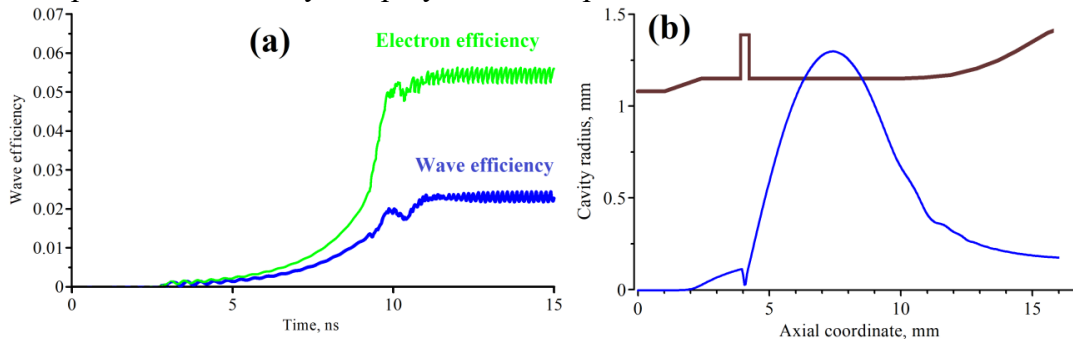 0.07
(a)
Electron efficiency
0.06
0.05
0.04
0.03
Wave efficiency
0.02
0.01
0
Wave efficiency
0
5
10
15
Time, ns
1.5
(b)
1
0.5
0
Cavity radius, mm
0
5
10
15
Axial coordinate, mm